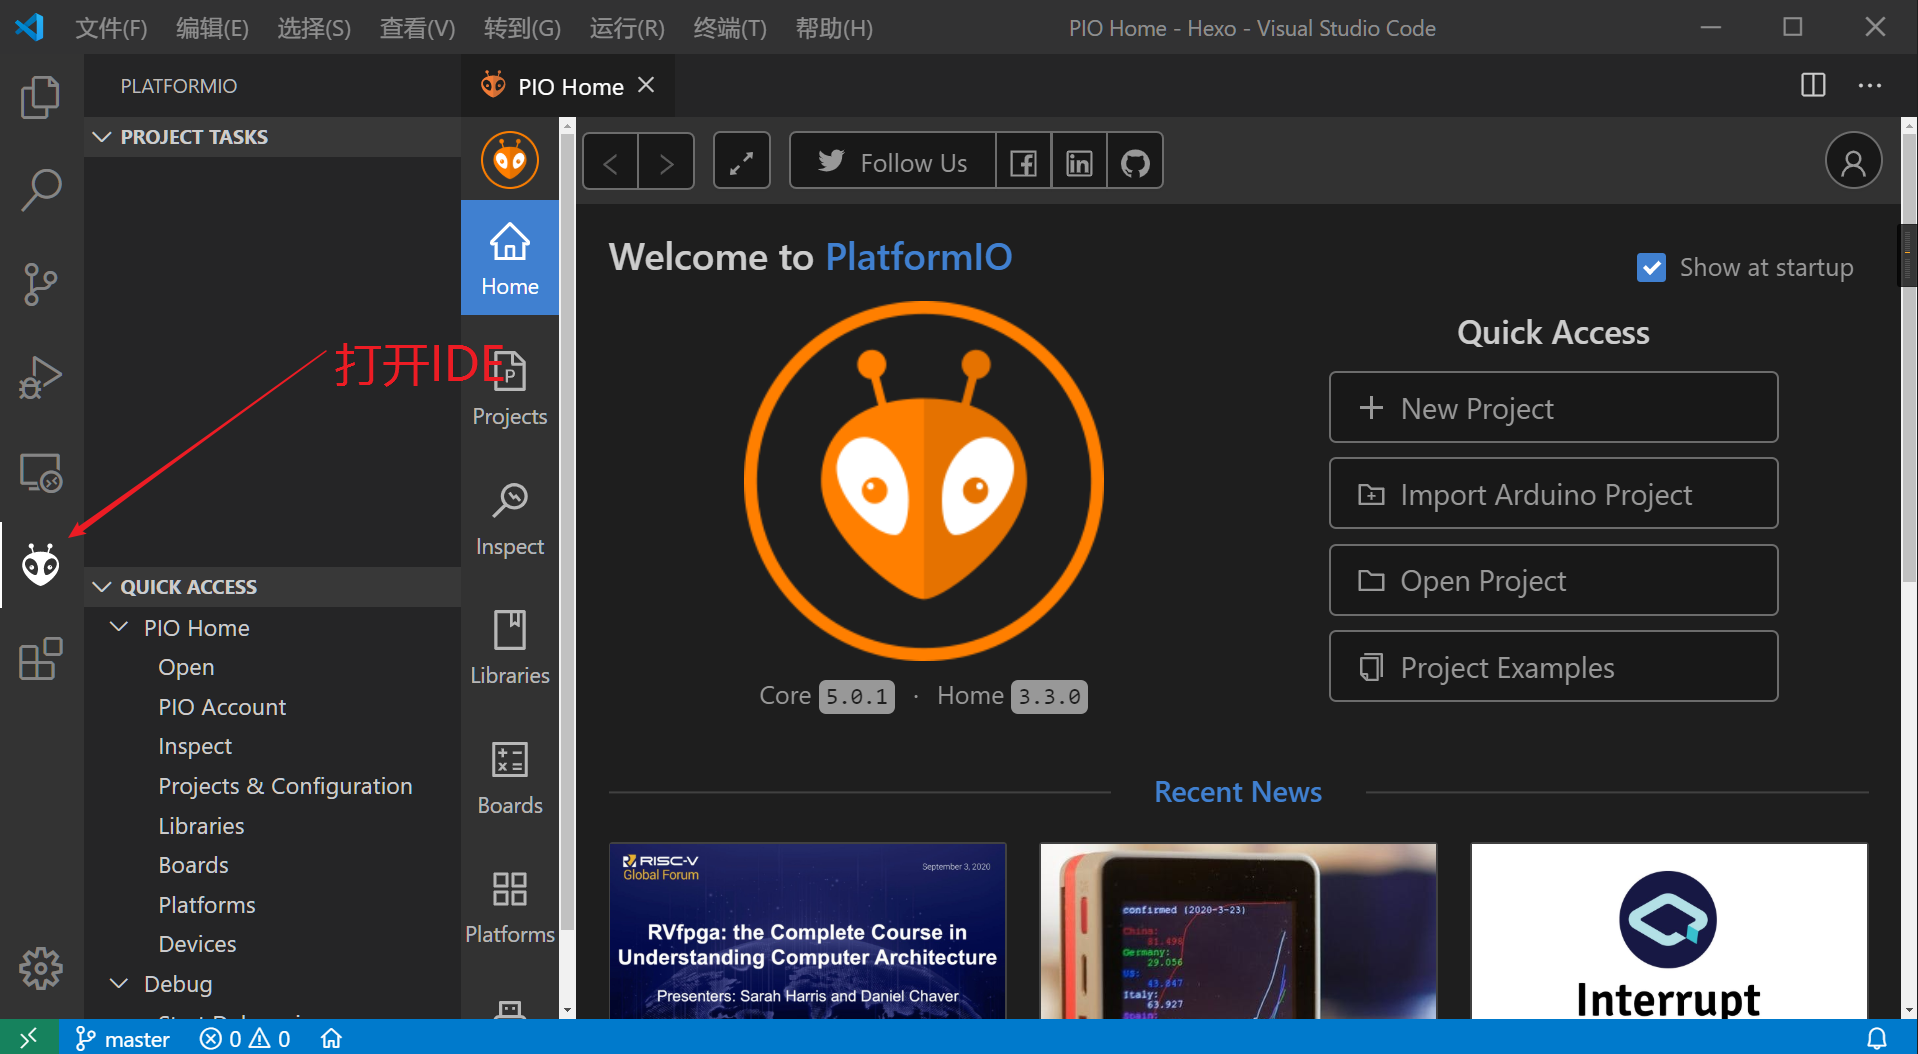 文件(F) 编辑(E) 选择(S) 查看(V) 转到(G) 运行(R) 终端(T) 帮助(H) PIO Home - Hexo - Visual Studio Code
PLATFORMIO
PIO Home
PROJECT TASKS
打开IDE
QUICK ACCESS
PIO Home
Open
PIO Account
Inspect
Projects & Configuration
Libraries
Boards
Platforms
Devices
Debug
Home
Projects
Inspect
Libraries
Boards
Platforms
Follow Us
Welcome to PlatformIO
Show at startup
Core 5.0.1 · Home 3.3.0
Quick Access
New Project
Import Arduino Project
Open Project
Project Examples
Recent News
RISC-V
Global Forum
September 3, 2020
RVfpga: the Complete Course in
Understanding Computer Architecture
Presenters: Sarah Harris and Daniel Chaver
confirmed (2020-3-23)
China:
81.498
Germany:
29.056
US:
43.847
Italy:
63.927
Spain:
Interrupt
master 0 0